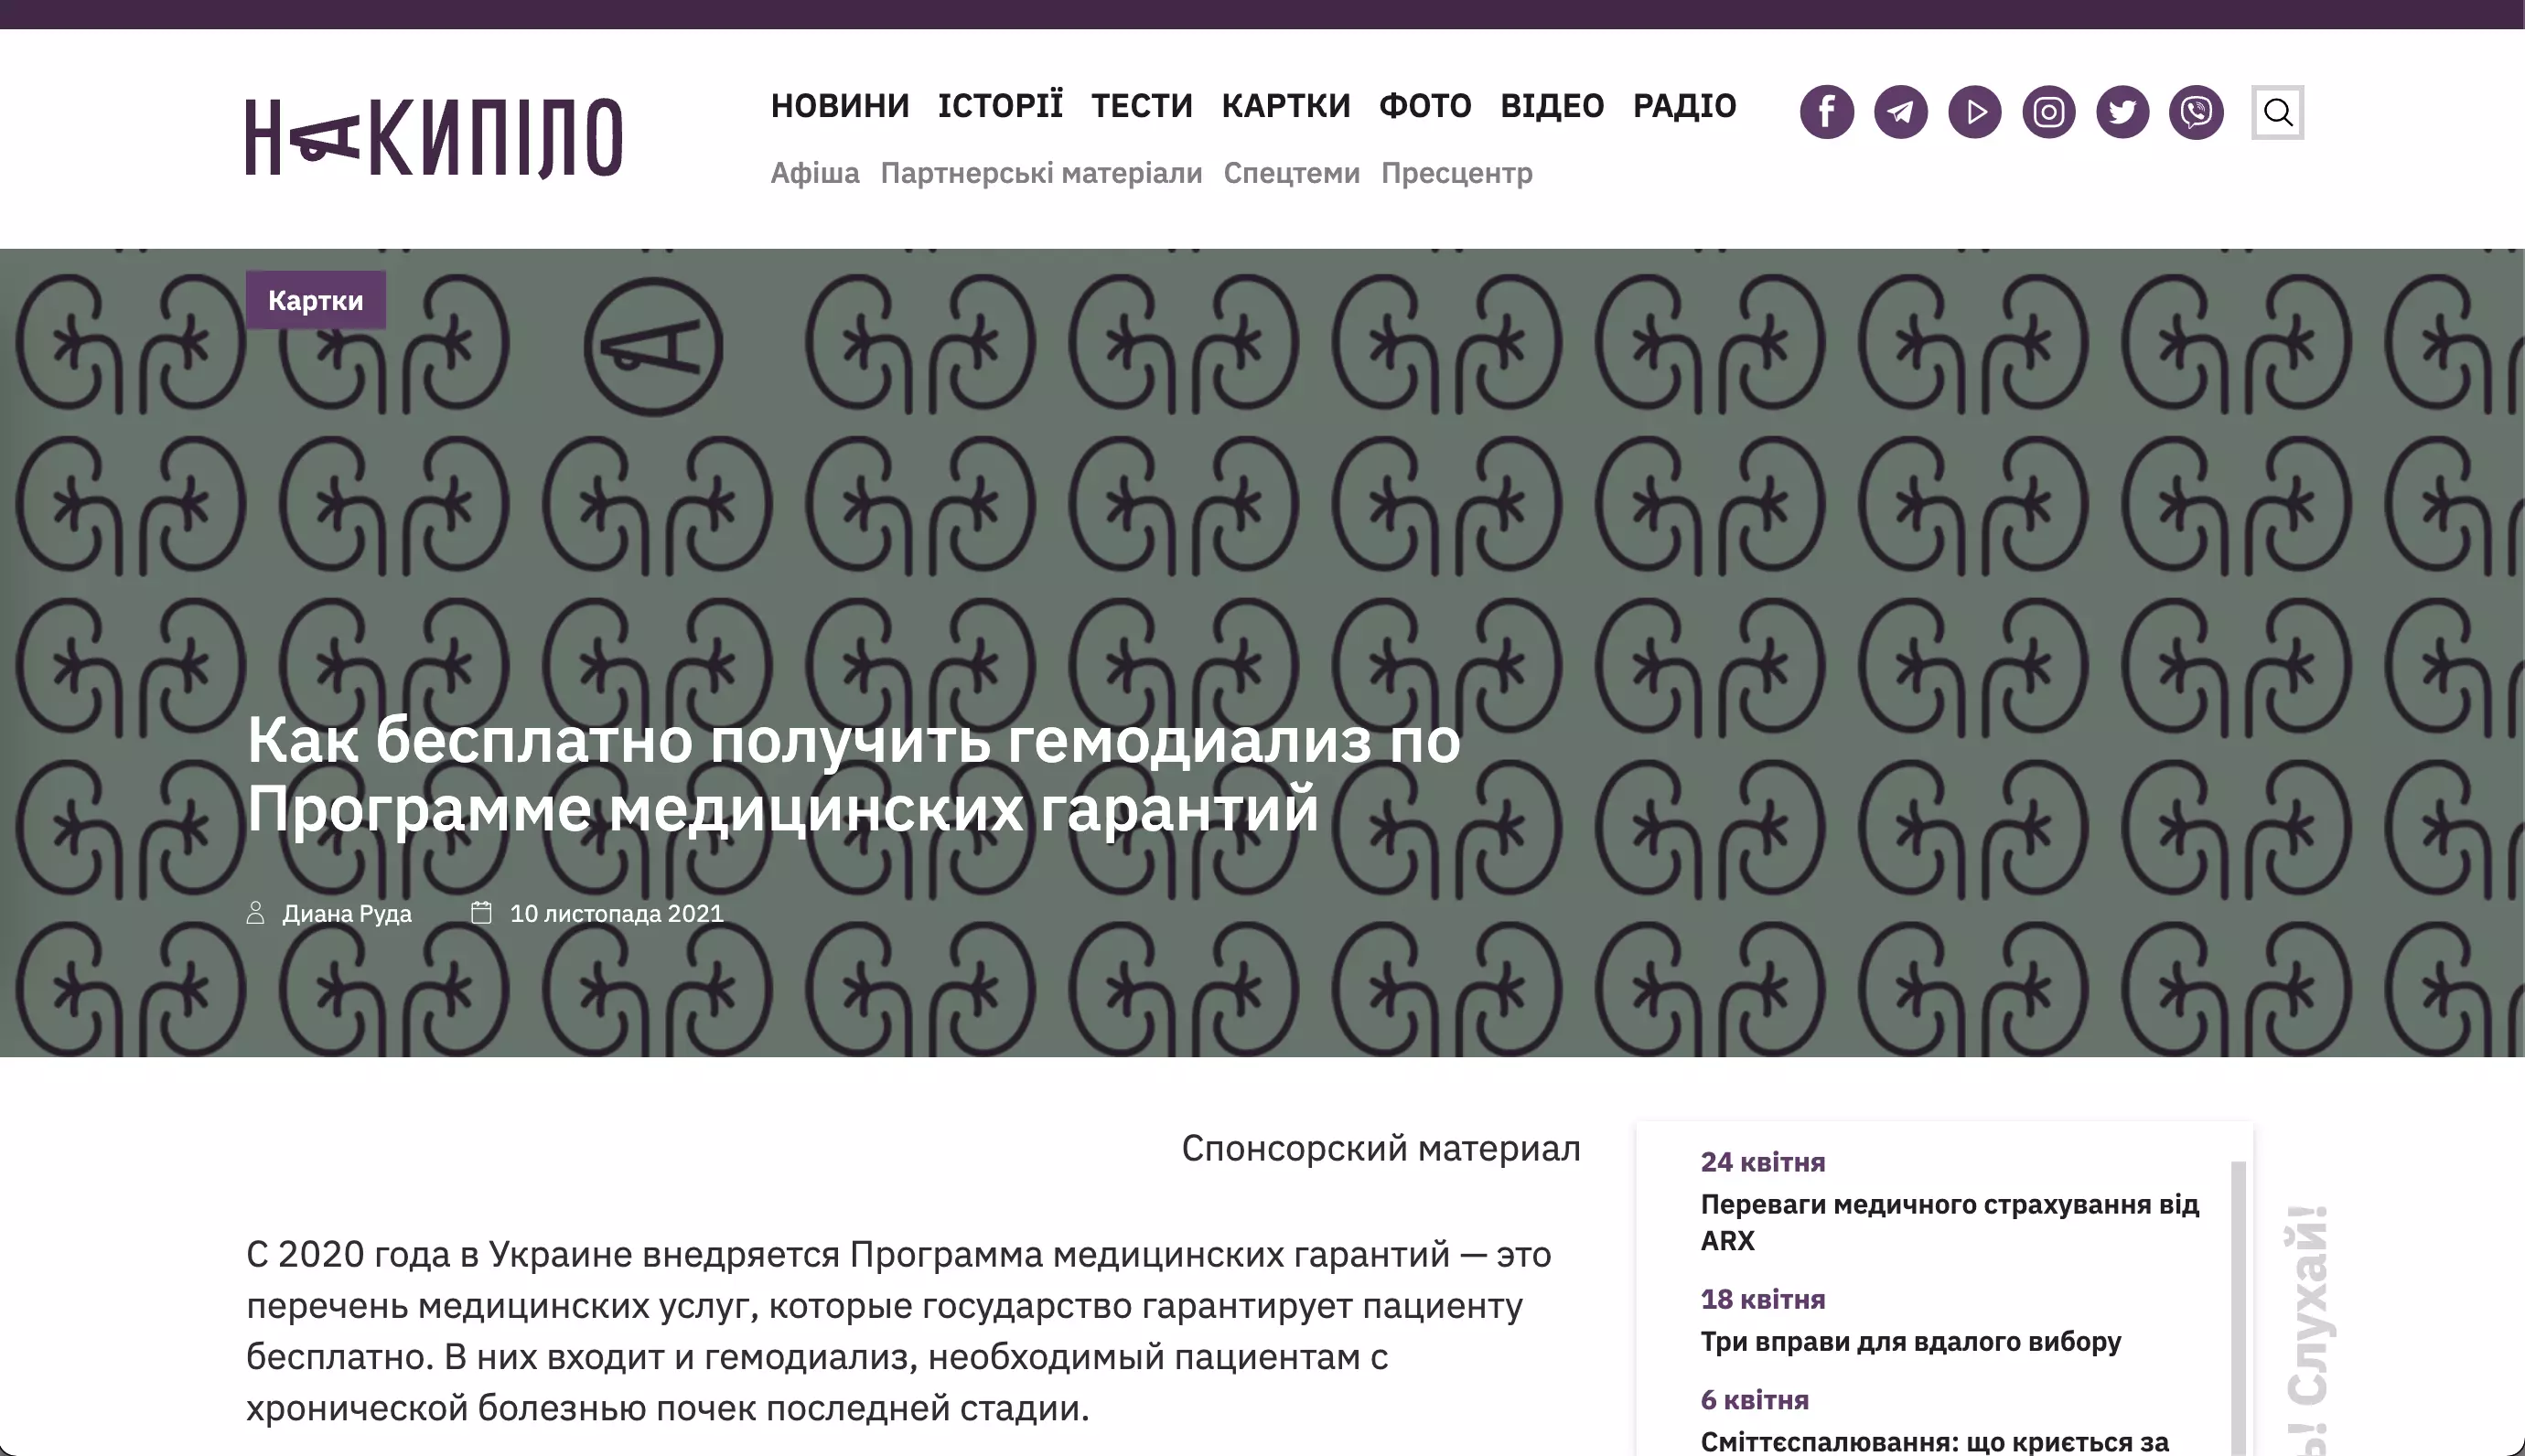 НАКИПІЛО
НОВИНИ ІСТОРІЇ ТЕСТИ КАРТКИ ФОТО ВІДЕО РАДІО
Афіша Партнерські матеріали Спецтеми Пресцентр
Картки
Как бесплатно получить гемодиализ по
Программе медицинских гарантий
Диана Руда 10 листопада 2021
Спонсорский материал
С 2020 года в Украине внедряется Программа медицинских гарантий — это
перечень медицинских услуг, которые государство гарантирует пациенту
бесплатно. В них входит и гемодиализ, необходимый пациентам с
хронической болезнью почек последней стадии.
24 квітня
Переваги медичного страхування від
ARX
18 квітня
Три вправи для вдалого вибору
6 квітня
Сміттєспалювання: що криється за
Слухай!